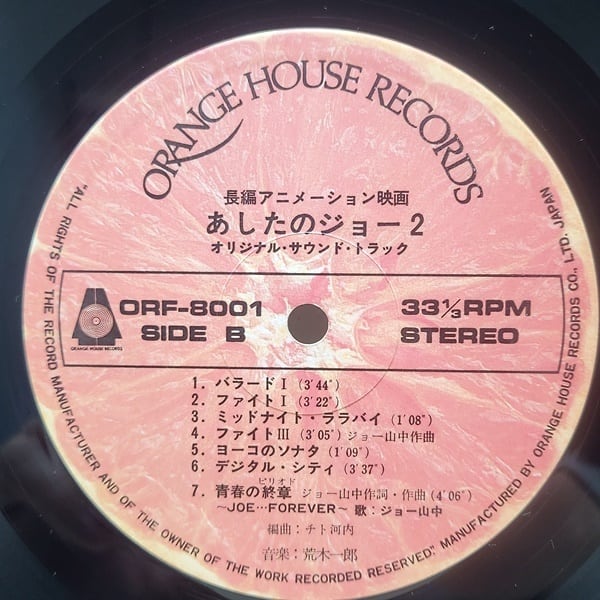 ORANGE HOUSE RECORDS
長編アニメーション映画
あしたのジョー2
オリジナル・サウンド・トラック
ORF-8001
SIDE B
33 1/3 RPM
STEREO
ORANGE HOUSE RECORDS
1. バラードⅠ (3'44")
2. ファイトⅠ (3'22")
3. ミッドナイト・ララバイ (1'08")
4. ファイトⅢ (3'05") ジョー山中作曲
5. ヨーコのソナタ (1'09")
6. デジタル・シティ (3'37")
ピリオド
7. 青春の終章 ジョー山中作詞・作曲 (4'06")
〜JOE…FOREVER〜 歌：ジョー山中
編曲：チト河内
音楽：荒木一郎
"ALL RIGHTS OF THE RECORD MANUFACTURER AND OF THE OWNER OF THE WORK RECORDED RESERVED" MANUFACTURED BY ORANGE HOUSE RECORDS CO., LTD. JAPAN